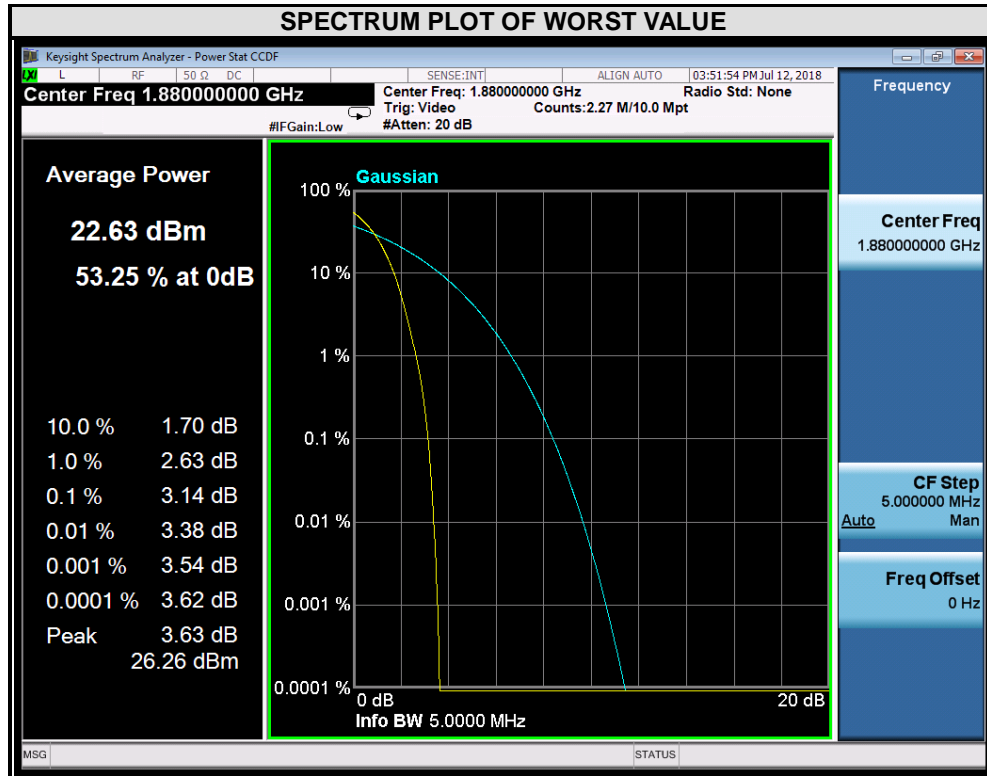 SPECTRUM PLOT OF WORST VALUE
Keysight Spectrum Analyzer - Power Stat CCDF
LXI L RF 50 Ω DC SENSE:INT ALIGN AUTO 03:51:54 PM Jul 12, 2018
Center Freq 1.880000000 GHz
Center Freq: 1.880000000 GHz Radio Std: None
Trig: Video Counts:2.27 M/10.0 Mpt
#IFGain:Low #Atten: 20 dB
Average Power
22.63 dBm
53.25 % at 0dB
10.0 % 1.70 dB
1.0 % 2.63 dB
0.1 % 3.14 dB
0.01 % 3.38 dB
0.001 % 3.54 dB
0.0001 % 3.62 dB
Peak 3.63 dB
26.26 dBm
Gaussian
100 %
10 %
1 %
0.1 %
0.01 %
0.001 %
0.0001 %
0 dB 20 dB
Info BW 5.0000 MHz
Frequency
Center Freq
1.880000000 GHz
CF Step
5.000000 MHz
Auto Man
Freq Offset
0 Hz
MSG STATUS